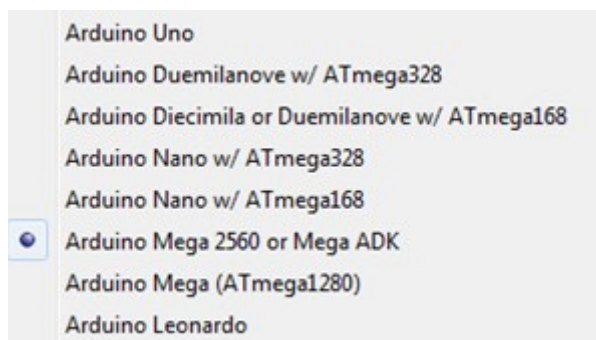 Arduino Uno
Arduino Duemilanove w/ ATmega328
Arduino Diecimila or Duemilanove w/ ATmega168
Arduino Nano w/ ATmega328
Arduino Nano w/ ATmega168
Arduino Mega 2560 or Mega ADK
Arduino Mega (ATmega1280)
Arduino Leonardo